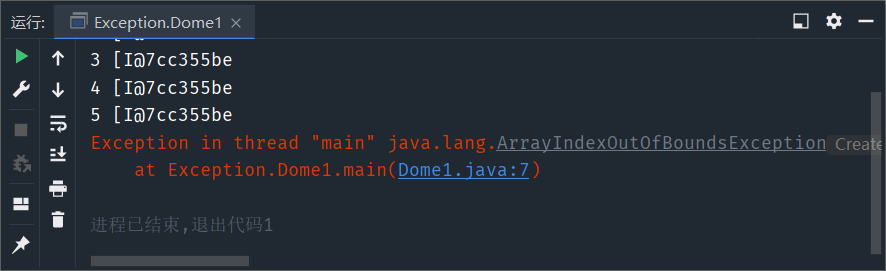 运行: Exception.Dome1 ×
3 [I@7cc355be
4 [I@7cc355be
5 [I@7cc355be
Exception in thread "main" java.lang.ArrayIndexOutOfBoundsException Create
at Exception.Dome1.main(Dome1.java:7)
进程已结束,退出代码1